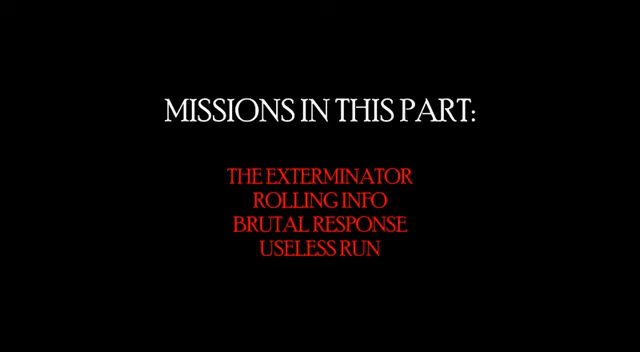 MISSIONS IN THIS PART:
THE EXTERMINATOR
ROLLING INFO
BRUTAL RESPONSE
USELESS RUN